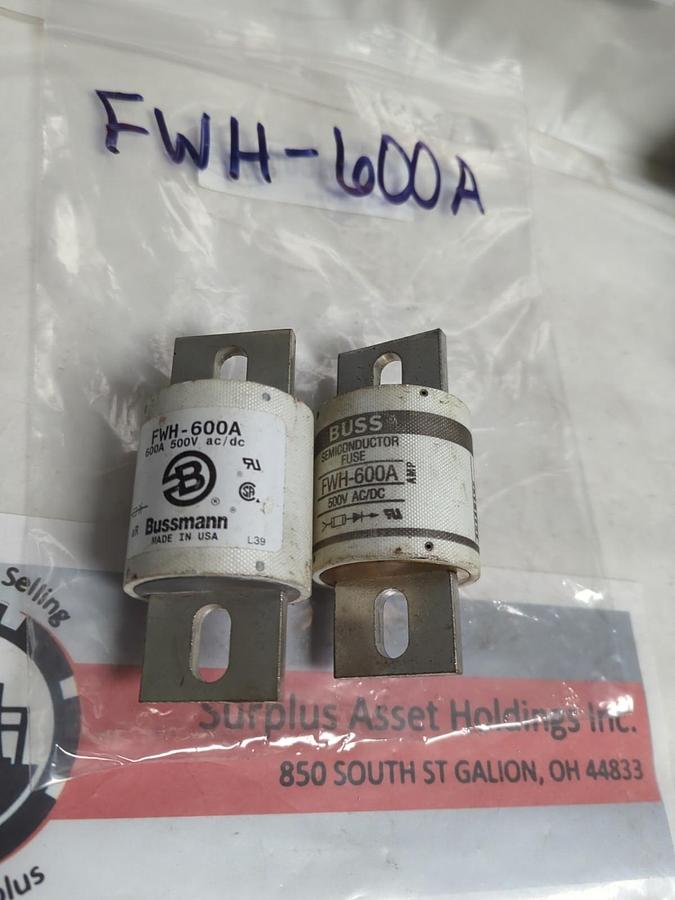 FWH-600A
FWH-600A
600A 500V ac/dc
B
Bussmann
MADE IN USA
L39
BUSS
SEMICONDUCTOR
FUSE
FWH-600A
AMP
500V AC/DC
Selling
Surplus Asset Holdings Inc.
850 SOUTH ST GALION, OH 44833